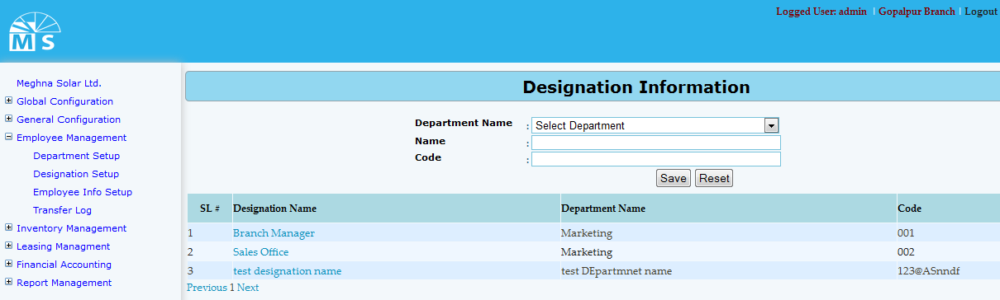 Logged User: admin | Gopalpur Branch | Logout
M S
Meghna Solar Ltd.
Global Configuration
General Configuration
Employee Management
Department Setup
Designation Setup
Employee Info Setup
Transfer Log
Inventory Management
Leasing Managment
Financial Accounting
Report Management
Designation Information
Department Name : Select Department
Name :
Code :
Save Reset
SL # Designation Name Department Name Code
1 Branch Manager Marketing 001
2 Sales Office Marketing 002
3 test designation name test DEpartmnet name 123@ASnndf
Previous 1 Next